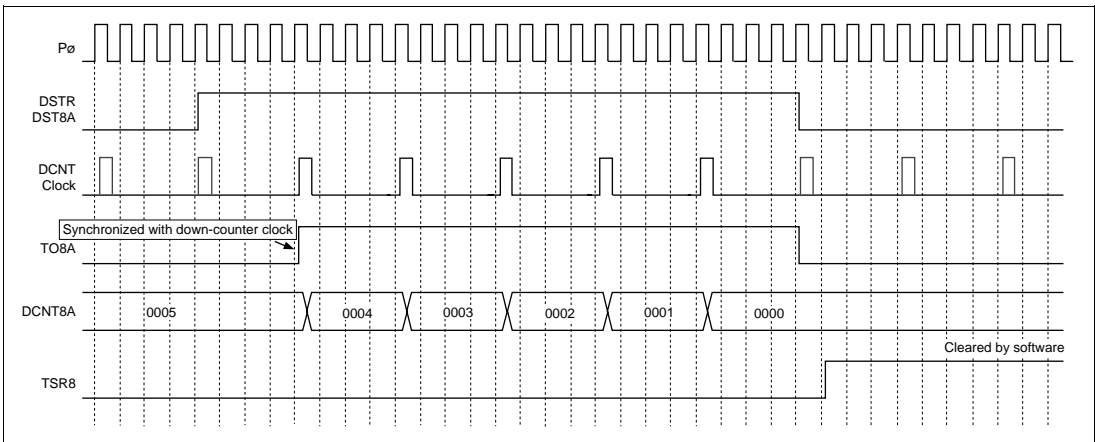 Pø
DSTR
DST8A
DCNT
Clock
Synchronized with down-counter clock
TO8A
DCNT8A
0005
0004
0003
0002
0001
0000
Cleared by software
TSR8